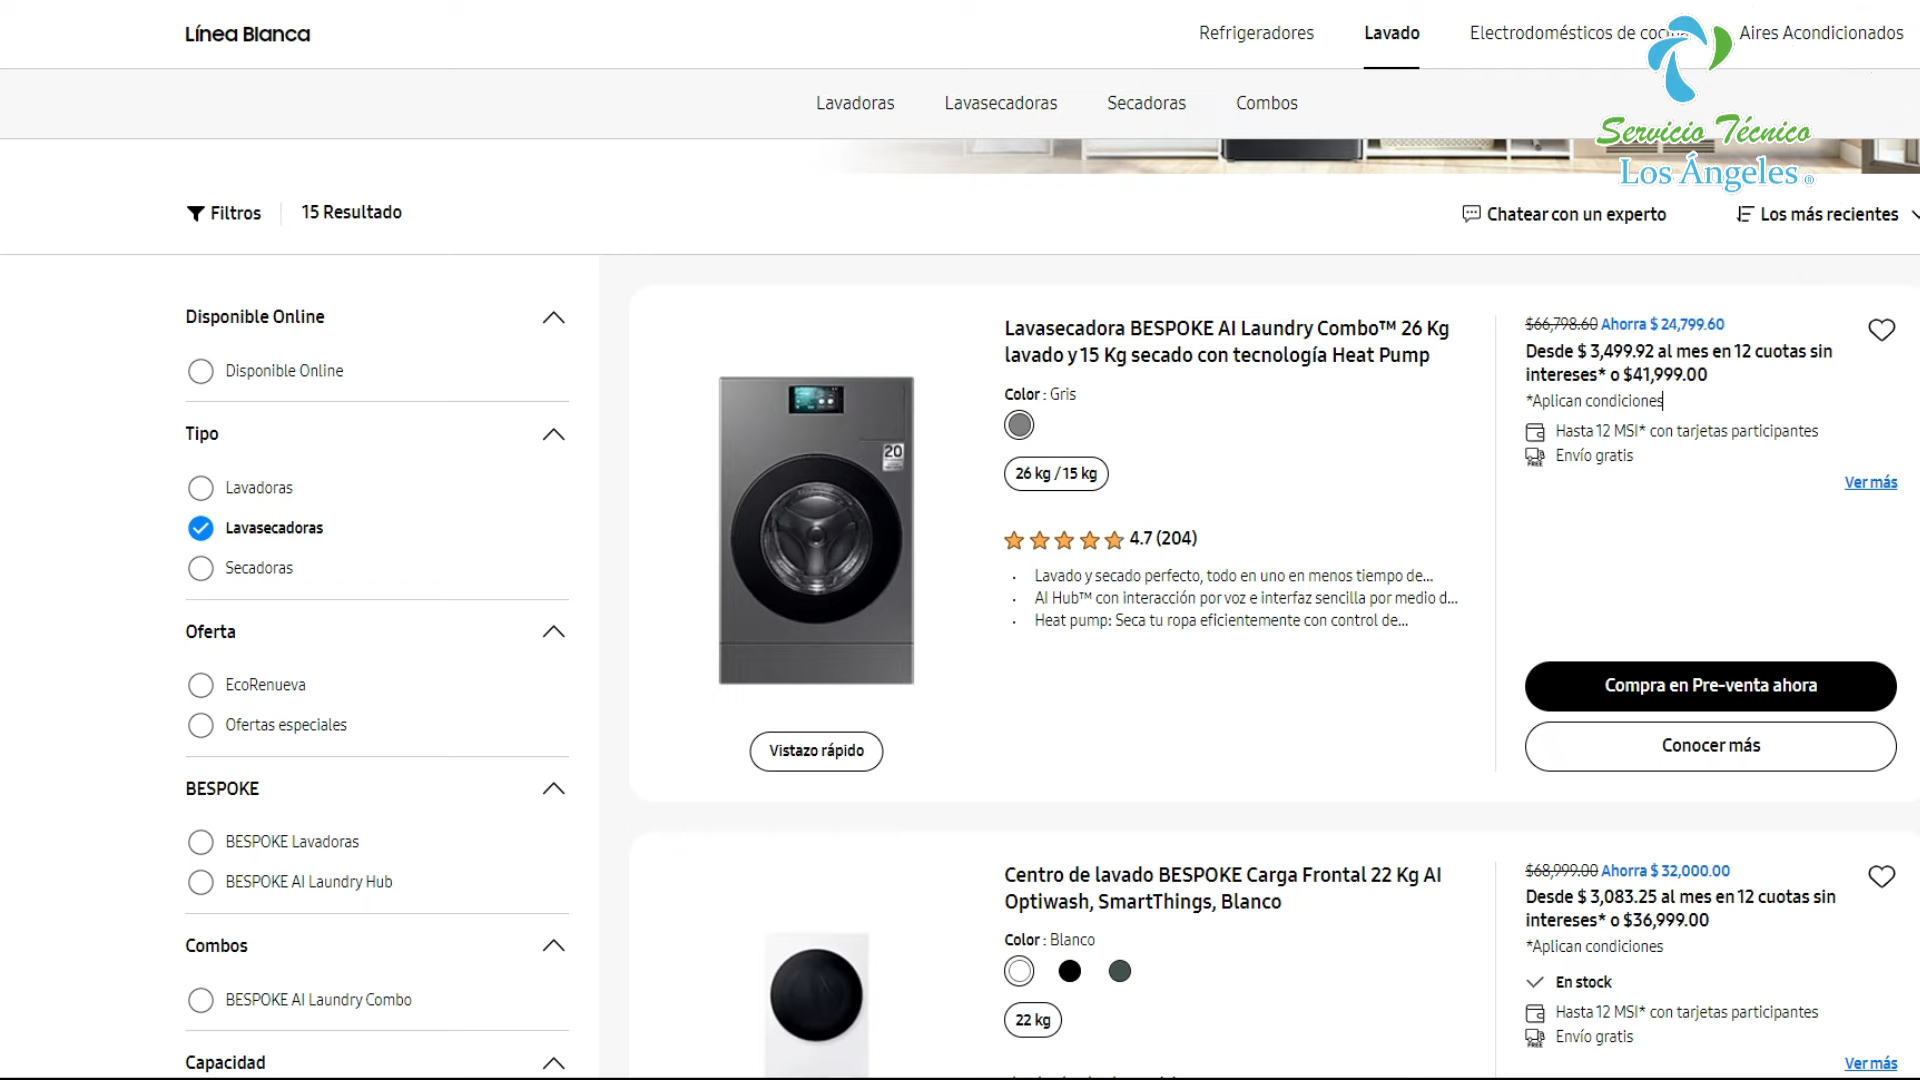 Línea Blanca
Refrigeradores
Lavado
Electrodomésticos de coc
Aires Acondicionados
Lavadoras
Lavasecadoras
Secadoras
Combos
Servicio Técnico
Los Ángeles ®
Filtros
15 Resultado
Chatear con un experto
Los más recientes
Disponible Online
Disponible Online
Tipo
Lavadoras
Lavasecadoras
Secadoras
Oferta
EcoRenueva
Ofertas especiales
BESPOKE
BESPOKE Lavadoras
BESPOKE AI Laundry Hub
Combos
BESPOKE AI Laundry Combo
Capacidad
20
Vistazo rápido
Lavasecadora BESPOKE AI Laundry Combo™ 26 Kg
lavado y 15 Kg secado con tecnología Heat Pump
Color : Gris
26 kg / 15 kg
4.7 (204)
· Lavado y secado perfecto, todo en uno en menos tiempo de...
· AI Hub™ con interacción por voz e interfaz sencilla por medio d...
· Heat pump: Seca tu ropa eficientemente con control de...
$66,798.60 Ahorra $ 24,799.60
Desde $ 3,499.92 al mes en 12 cuotas sin
intereses* o $41,999.00
*Aplican condiciones
Hasta 12 MSI* con tarjetas participantes
FREE Envío gratis
Ver más
Compra en Pre-venta ahora
Conocer más
Centro de lavado BESPOKE Carga Frontal 22 Kg AI
Optiwash, SmartThings, Blanco
Color : Blanco
22 kg
$68,999.00 Ahorra $ 32,000.00
Desde $ 3,083.25 al mes en 12 cuotas sin
intereses* o $36,999.00
*Aplican condiciones
En stock
Hasta 12 MSI* con tarjetas participantes
FREE Envío gratis
Ver más